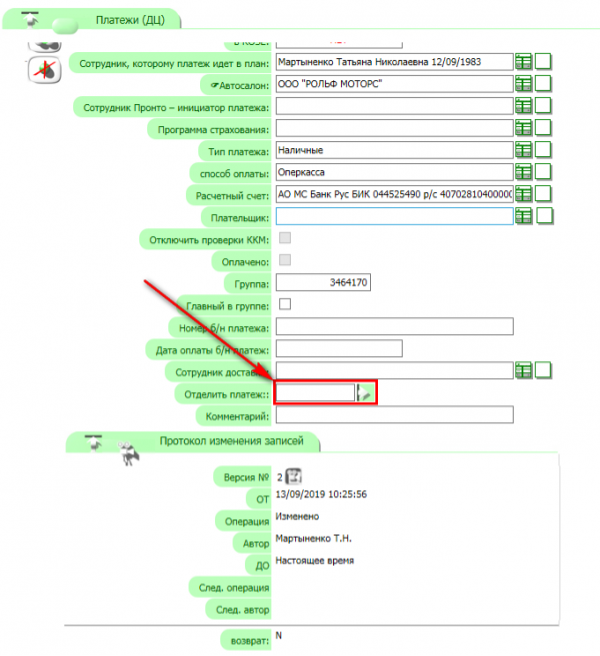 Платежи (ДЦ)
Сотрудник, которому платеж идет в план: Мартыненко Татьяна Николаевна 12/09/1983
☞Автосалон: ООО "РОЛЬФ МОТОРС"
Сотрудник Пронто – инициатор платежа:
Программа страхования:
Тип платежа: Наличные
способ оплаты: Оперкасса
Расчетный счет: АО МС Банк Рус БИК 044525490 р/с 4070281040000
Плательщик:
Отключить проверки ККМ:
Оплачено:
Группа: 3464170
Главный в группе:
Номер б/н платежа:
Дата оплаты б/н платеж:
Сотрудник достав
Отделить платеж::
Комментарий:
Протокол изменения записей
Версия № 2
ОТ 13/09/2019 10:25:56
Операция Изменено
Автор Мартыненко Т.Н.
ДО Настоящее время
След. операция
След. автор
возврат: N